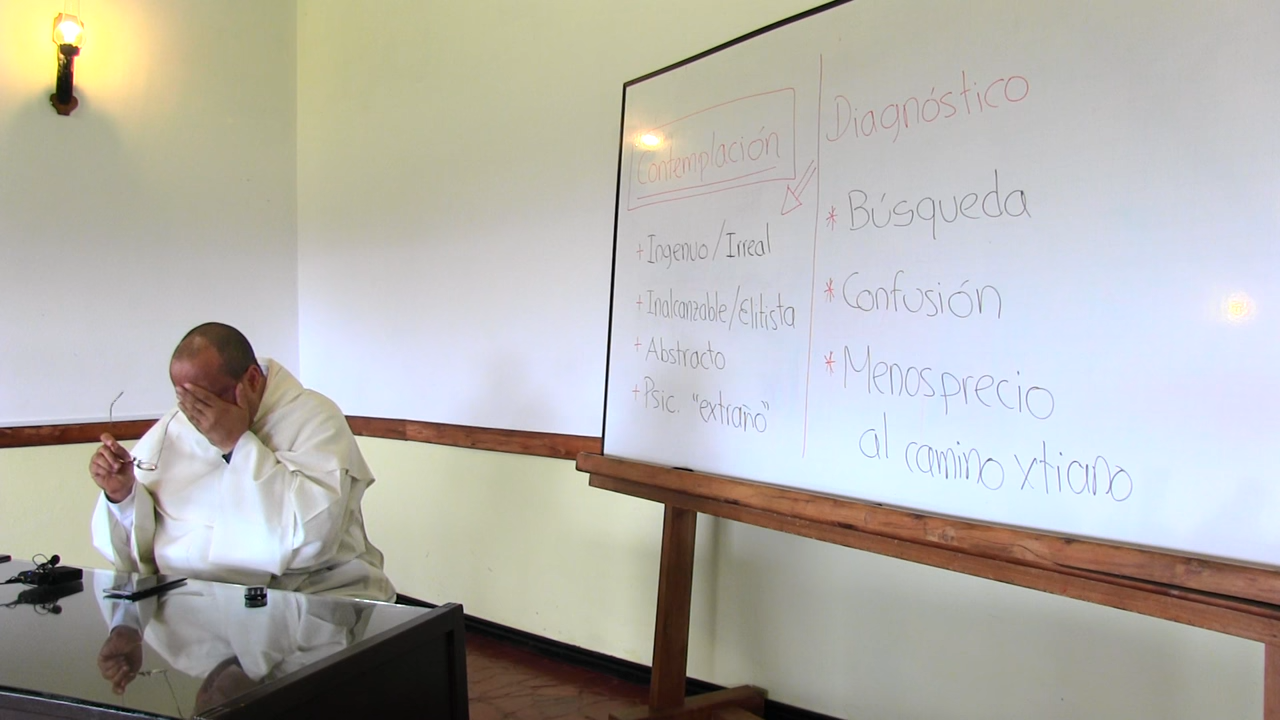 Contemplación
+ Ingenuo/Irreal
+ Inalcanzable/Elitista
+ Abstracto
+ Psic. "extraño"
Diagnóstico
* Búsqueda
* Confusión
* Menosprecio
al camino xtiano